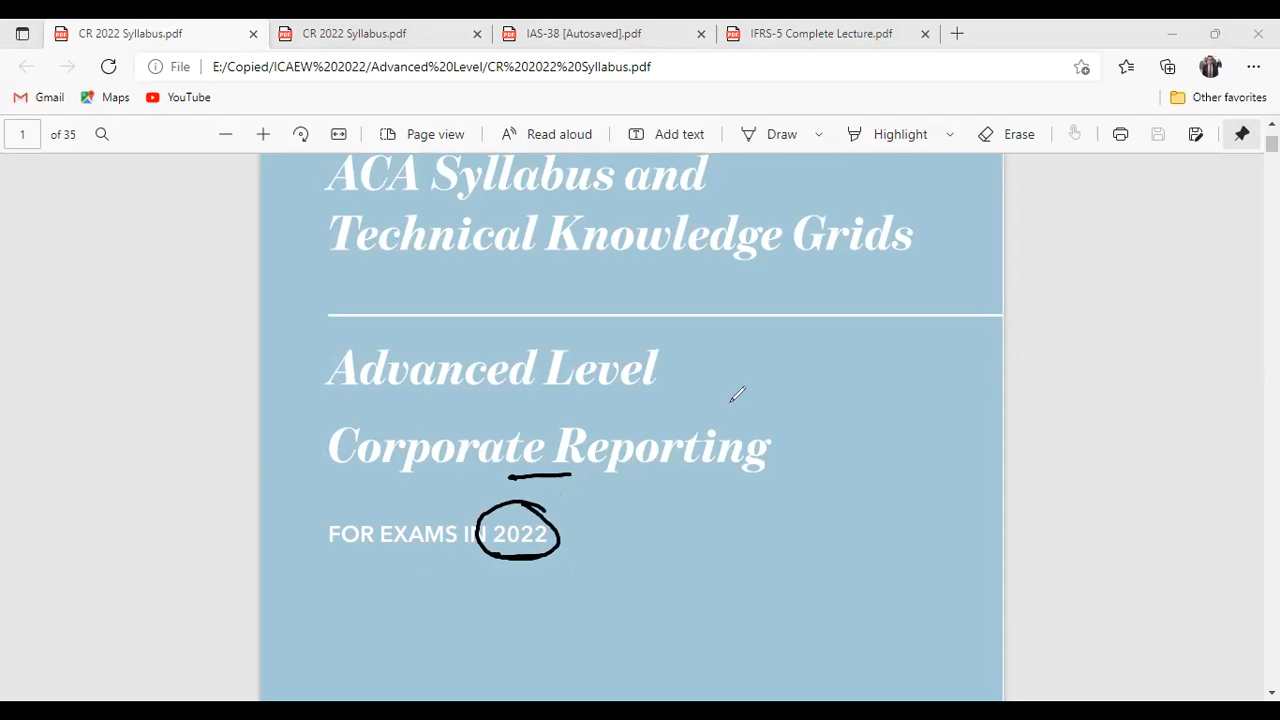 CR 2022 Syllabus.pdf
CR 2022 Syllabus.pdf
IAS-38 [Autosaved].pdf
IFRS-5 Complete Lecture.pdf
File
E:/Copied/ICAEW%202022/Advanced%20Level/CR%202022%20Syllabus.pdf
Gmail
Maps
YouTube
Other favorites
1 of 35
Page view
Read aloud
Add text
Draw
Highlight
Erase
ACA Syllabus and
Technical Knowledge Grids
Advanced Level
Corporate Reporting
FOR EXAMS IN 2022